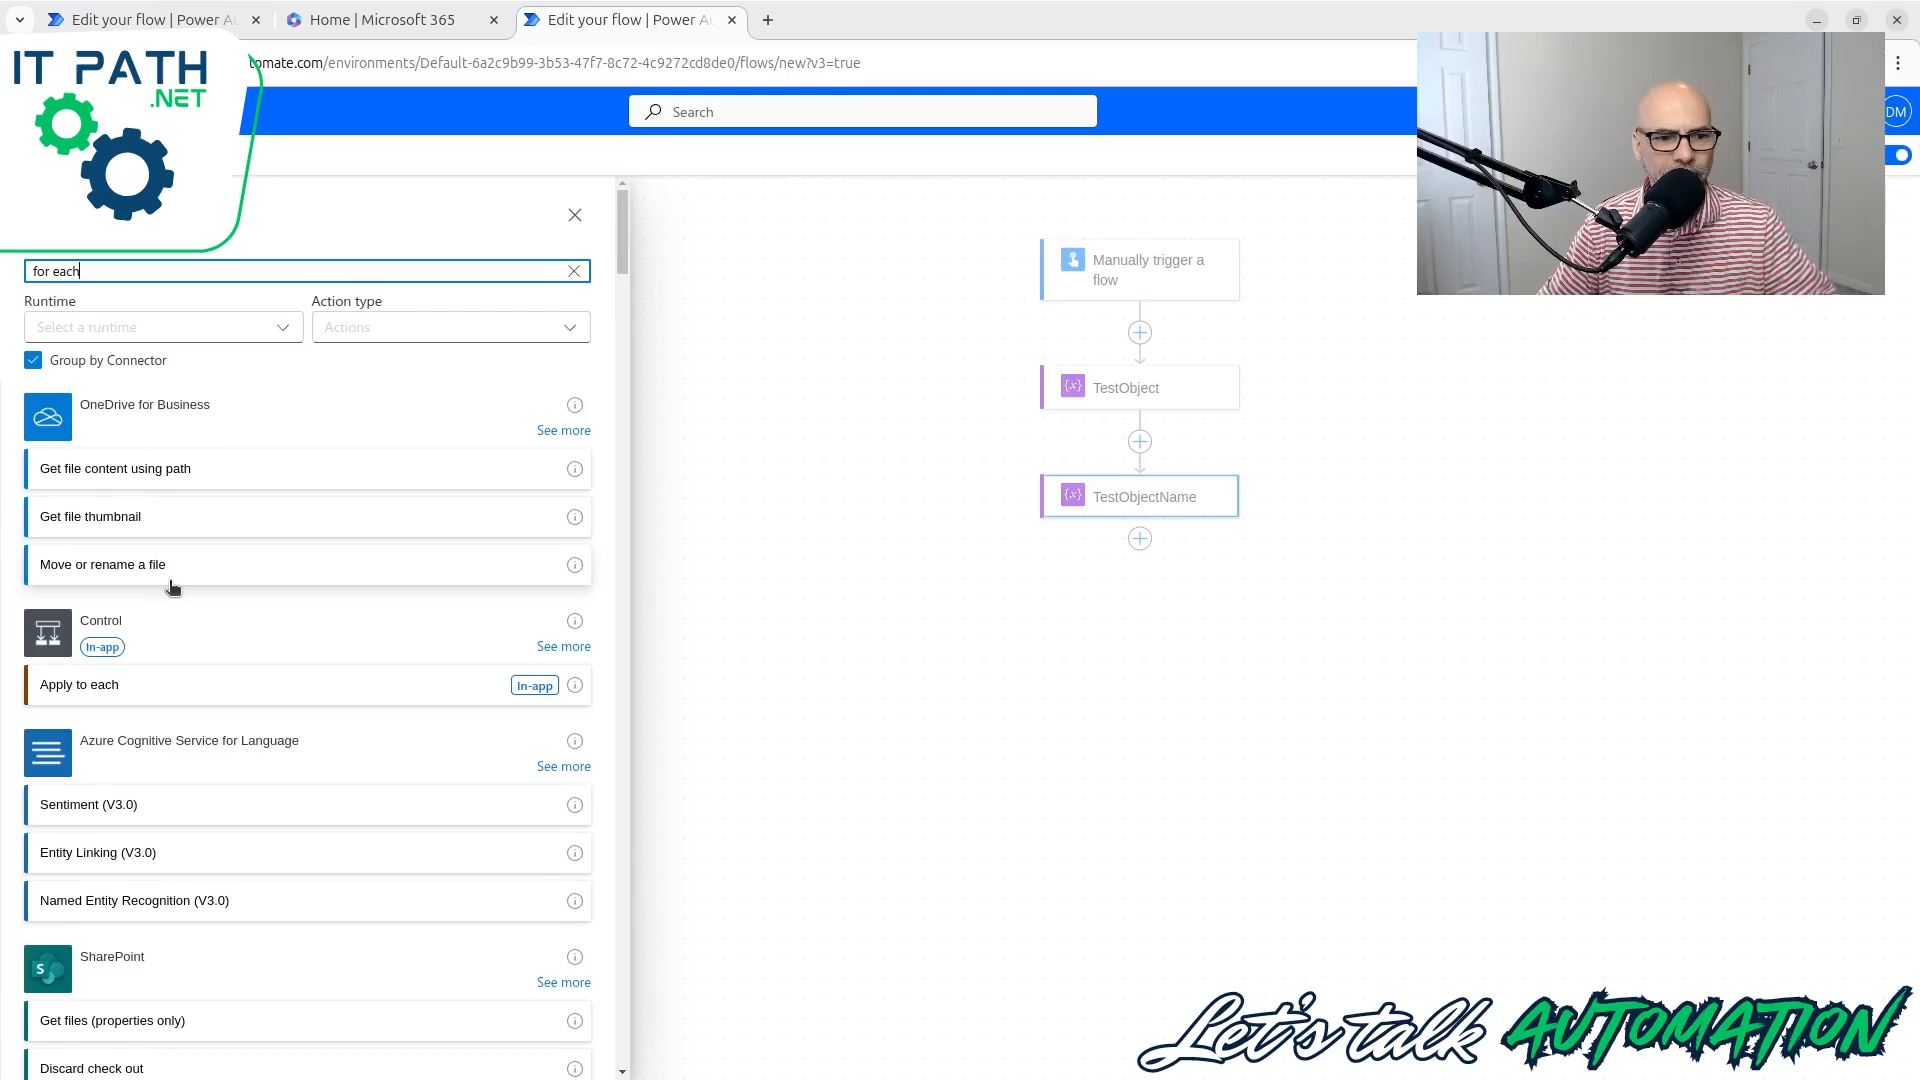 Edit your flow | Power Au
Home | Microsoft 365
Edit your flow | Power Au
tomate.com/environments/Default-6a2c9b99-3b53-47f7-8c72-4c9272cd8de0/flows/new?v3=true
IT PATH
.NET
Search
DM
for each
Runtime
Action type
Select a runtime
Actions
Group by Connector
OneDrive for Business
See more
Get file content using path
Get file thumbnail
Move or rename a file
Control
In-app
See more
Apply to each
In-app
Azure Cognitive Service for Language
See more
Sentiment (V3.0)
Entity Linking (V3.0)
Named Entity Recognition (V3.0)
SharePoint
S
See more
Get files (properties only)
Discard check out
Manually trigger a
flow
{x} TestObject
{x} TestObjectName
Let's talk AUTOMATION